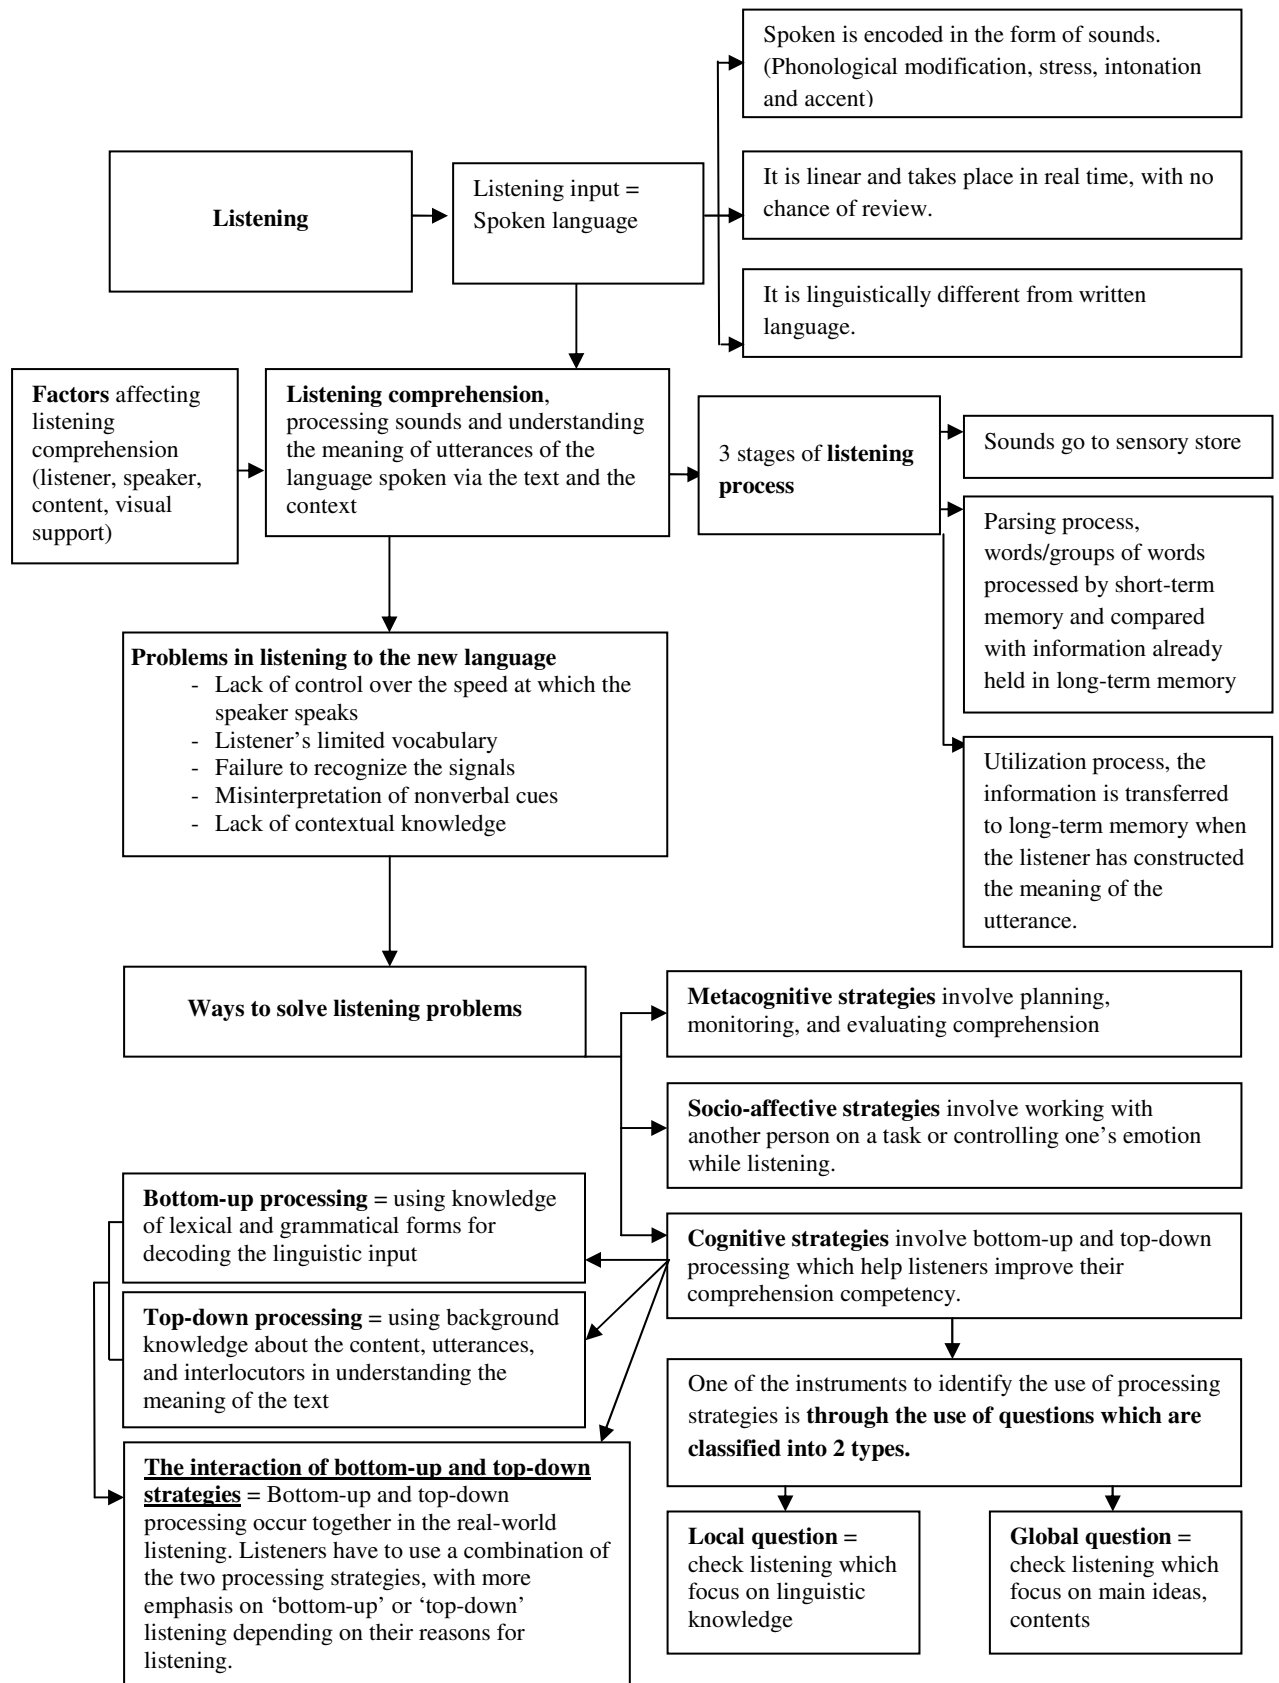 Spoken is encoded in the form of sounds.
(Phonological modification, stress, intonation
and accent)
Listening
Listening input =
Spoken language
It is linear and takes place in real time, with no
chance of review.
It is linguistically different from written
language.
Factors affecting
listening
comprehension
(listener, speaker,
content, visual
support)
Listening comprehension,
processing sounds and understanding
the meaning of utterances of the
language spoken via the text and the
context
3 stages of listening
process
Sounds go to sensory store
Parsing process,
words/groups of words
processed by short-term
memory and compared
with information already
held in long-term memory
Utilization process, the
information is transferred
to long-term memory when
the listener has constructed
the meaning of the
utterance.
Problems in listening to the new language
- Lack of control over the speed at which the
speaker speaks
- Listener's limited vocabulary
- Failure to recognize the signals
- Misinterpretation of nonverbal cues
- Lack of contextual knowledge
Ways to solve listening problems
Metacognitive strategies involve planning,
monitoring, and evaluating comprehension
Socio-affective strategies involve working with
another person on a task or controlling one's emotion
while listening.
Cognitive strategies involve bottom-up and top-down
processing which help listeners improve their
comprehension competency.
Bottom-up processing = using knowledge
of lexical and grammatical forms for
decoding the linguistic input
Top-down processing = using background
knowledge about the content, utterances,
and interlocutors in understanding the
meaning of the text
The interaction of bottom-up and top-down
strategies = Bottom-up and top-down
processing occur together in the real-world
listening. Listeners have to use a combination of
the two processing strategies, with more
emphasis on 'bottom-up' or 'top-down'
listening depending on their reasons for
listening.
One of the instruments to identify the use of processing
strategies is through the use of questions which are
classified into 2 types.
Local question =
check listening which
focus on linguistic
knowledge
Global question =
check listening which
focus on main ideas,
contents